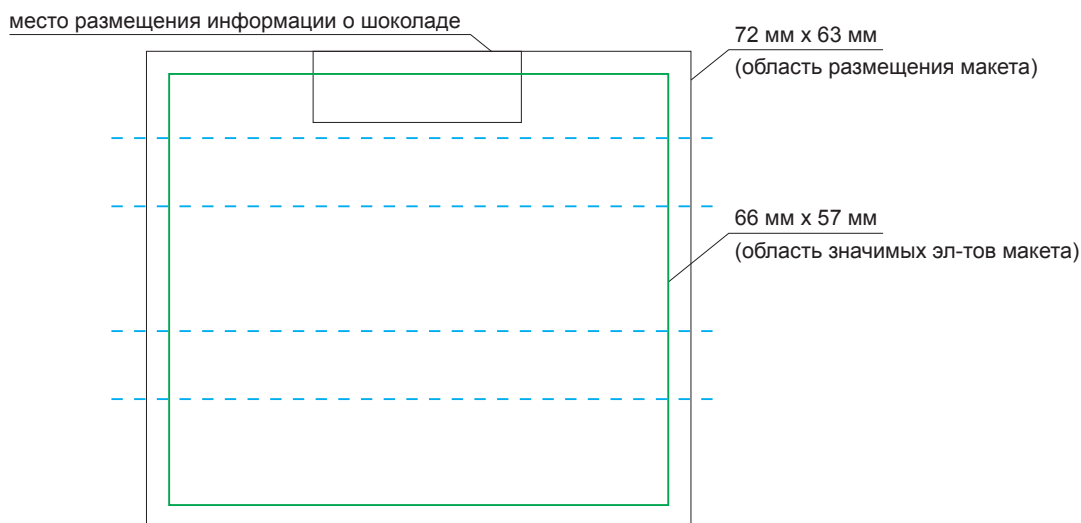 место размещения информации о шоколаде
72 мм x 63 мм
(область размещения макета)
66 мм x 57 мм
(область значимых эл-тов макета)